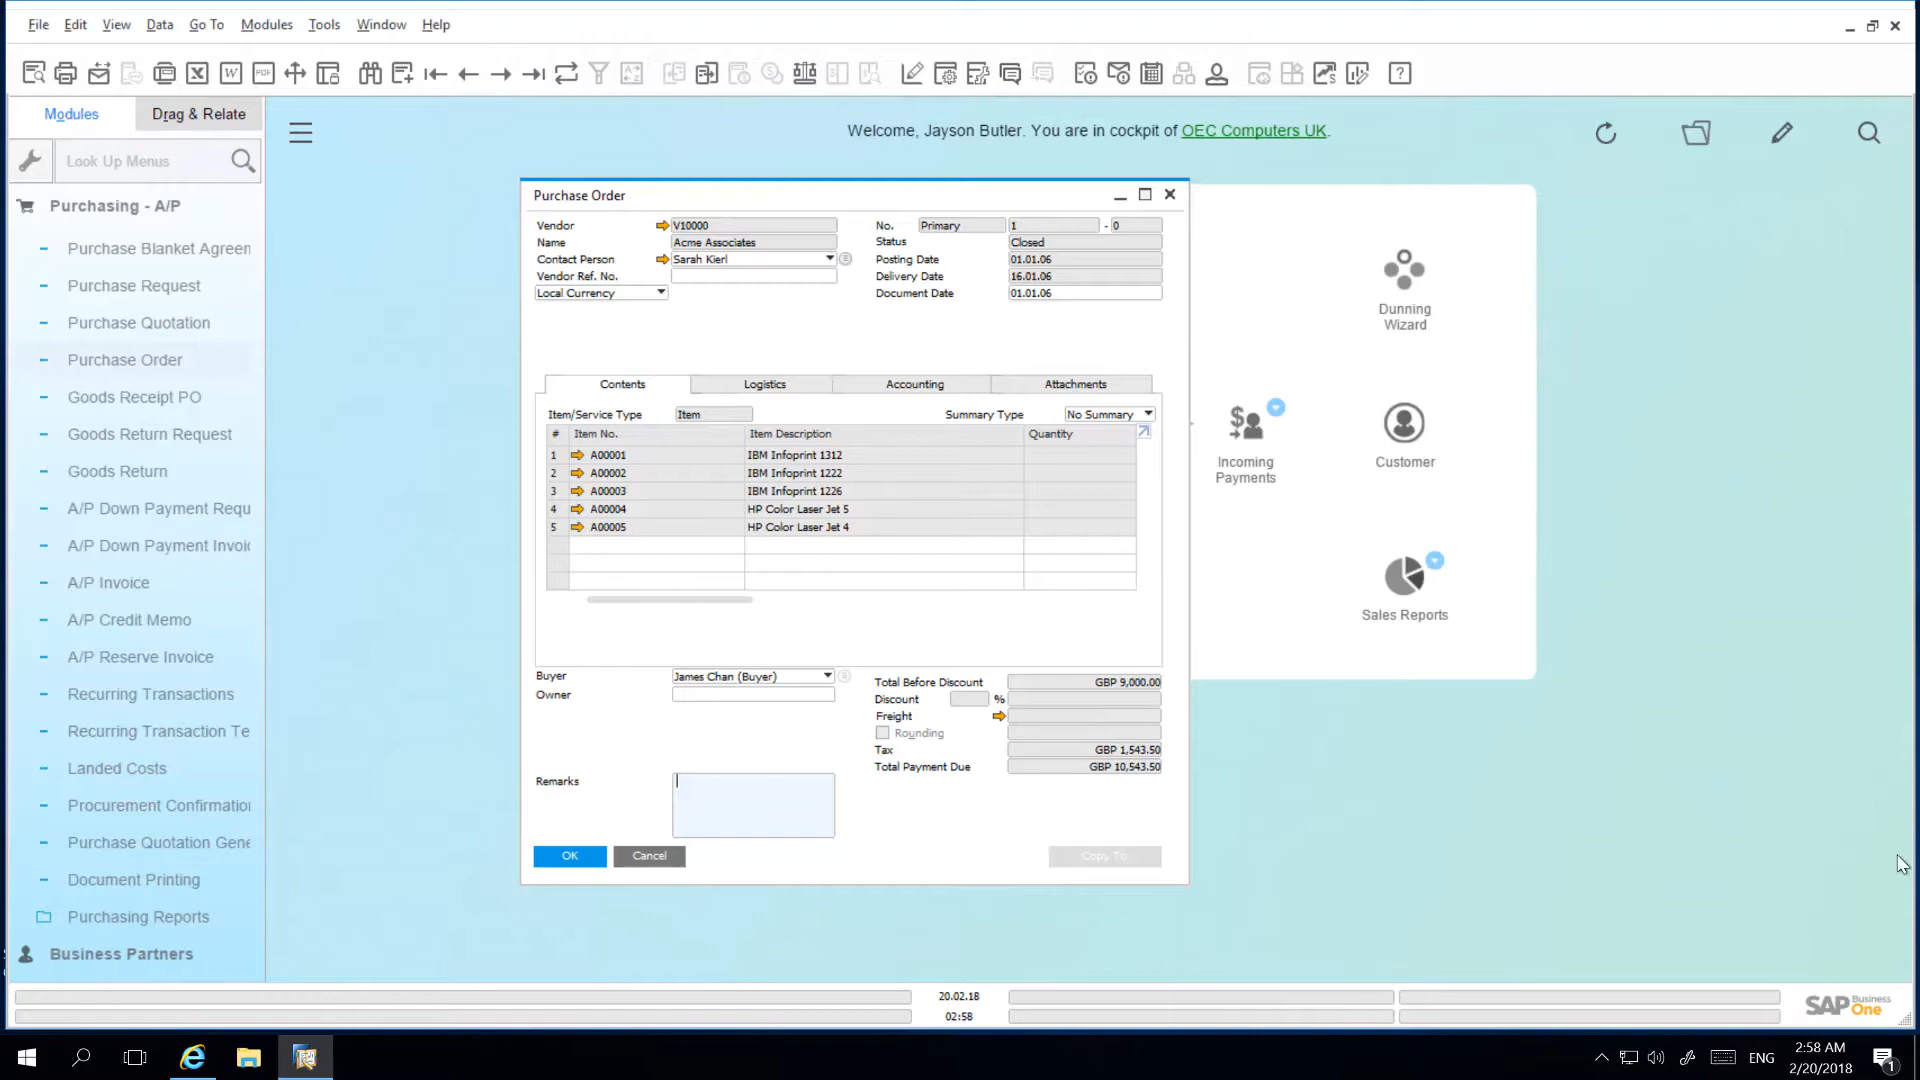 File Edit View Data Go To Modules Tools Window Help
Modules Drag & Relate
Welcome, Jayson Butler. You are in cockpit of OEC Computers UK.
Look Up Menus
Purchasing - A/P
Purchase Blanket Agreen
Purchase Request
Purchase Quotation
Purchase Order
Goods Receipt PO
Goods Return Request
Goods Return
A/P Down Payment Requ
A/P Down Payment Invoic
A/P Invoice
A/P Credit Memo
A/P Reserve Invoice
Recurring Transactions
Recurring Transaction Te
Landed Costs
Procurement Confirmation
Purchase Quotation Gene
Document Printing
Purchasing Reports
Business Partners
Purchase Order
Vendor V10000 No. Primary 1 - 0
Name Acme Associates Status Closed
Contact Person Sarah Kierl Posting Date 01.01.06
Vendor Ref. No. Delivery Date 16.01.06
Local Currency Document Date 01.01.06
Contents Logistics Accounting Attachments
Item/Service Type Item Summary Type No Summary
# Item No. Item Description Quantity
1 A00001 IBM Infoprint 1312
2 A00002 IBM Infoprint 1222
3 A00003 IBM Infoprint 1226
4 A00004 HP Color Laser Jet 5
5 A00005 HP Color Laser Jet 4
Buyer James Chan (Buyer) Total Before Discount GBP 9,000.00
Owner Discount %
Freight
Rounding
Tax GBP 1,543.50
Total Payment Due GBP 10,543.50
Remarks
OK Cancel Copy To
Dunning
Wizard
Incoming
Payments
Customer
Sales Reports
20.02.18
02:58
SAP Business One
ENG
2:58 AM
2/20/2018
1